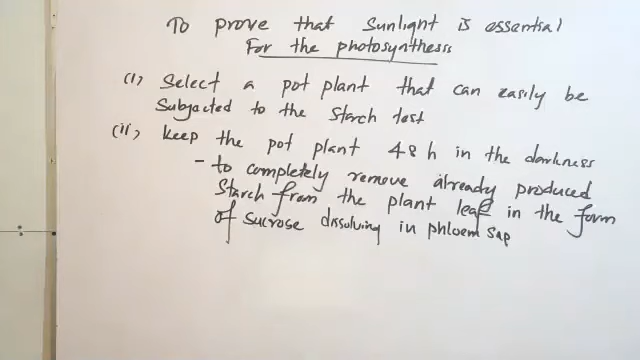 To prove that Sunlight is essential
For the photosynthesis
(i) Select a pot plant that can easily be
Subjected to the Starch test
(ii) Keep the pot plant 48 h in the darkness
- to completely remove already produced
Starch from the plant leaf in the form
of sucrose dissolving in phloem sap